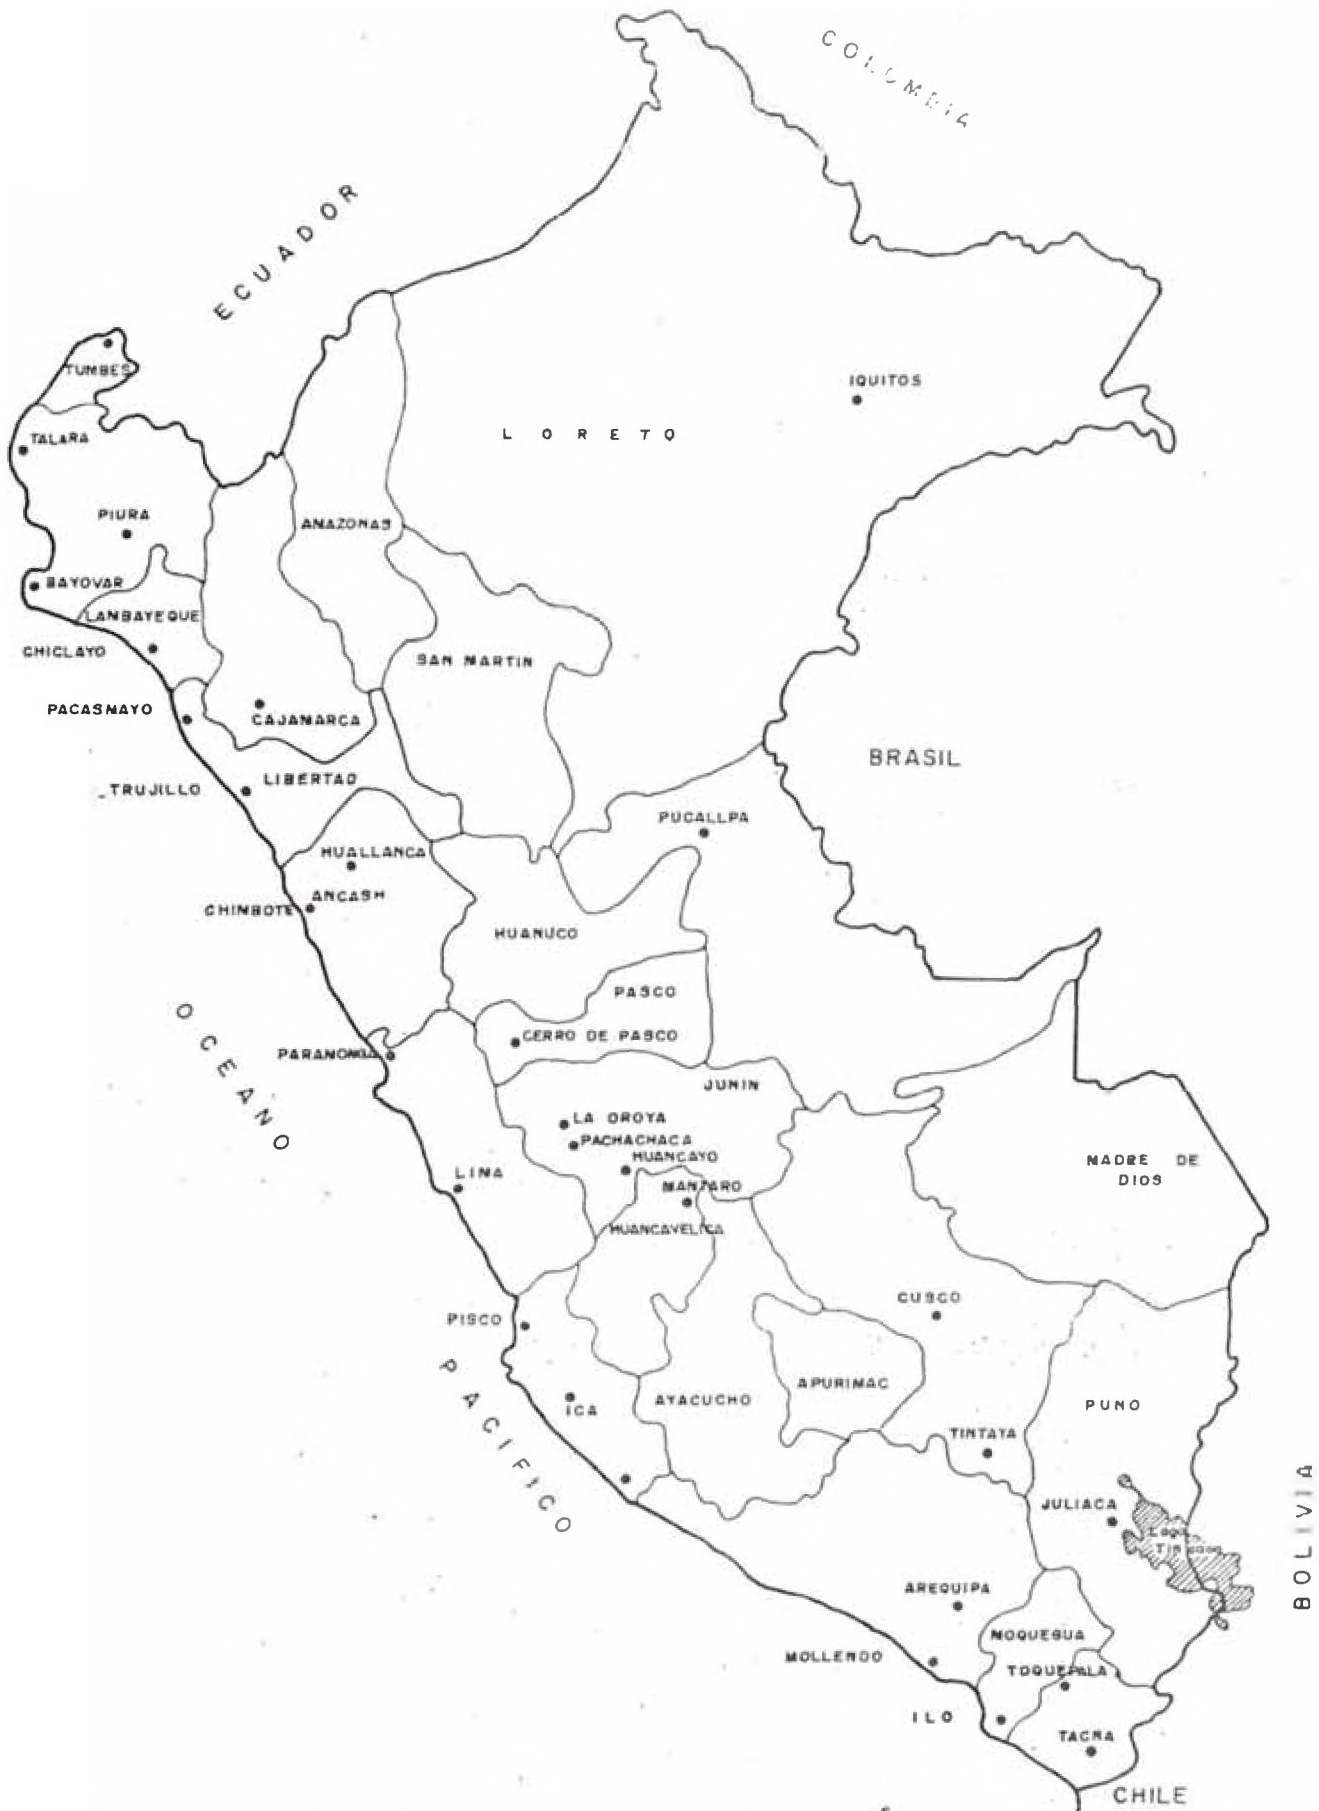 COLOMBIA
ECUADOR
TUMBES
IQUITOS
LORETO
TALARA
PIURA
AMAZONAS
BAYOVAR
LAMBAYEQUE
CHICLAYO
SAN MARTIN
PACASMAYO
CAJAMARCA
BRASIL
LIBERTAD
TRUJILLO
PUCALLPA
HUALLANCA
ANCASH
CHIMBOTE
HUANUCO
PASCO
OCEANO
CERRO DE PASCO
PARAMONGA
JUNIN
LA OROYA
PACHACHACA
HUANCAYO
MADRE DE
DIOS
LIMA
MANTARO
HUANCAVELICA
CUSCO
PISCO
PACIFICO
APURIMAC
AYACUCHO
PUNO
ICA
TINTAYA
JULIACA
Lago
BOLIVIA
AREQUIPA
MOQUEGUA
MOLLENDO
TOQUEPALA
ILO
TACNA
CHILE